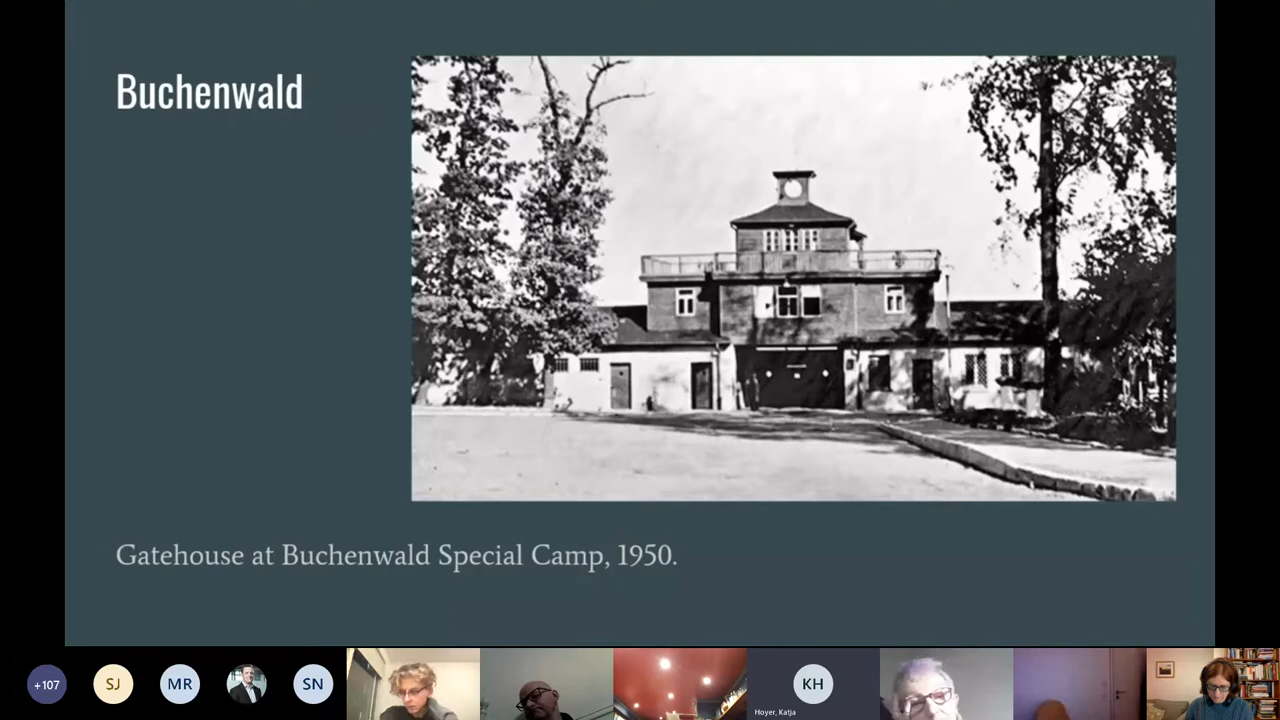 Buchenwald
Gatehouse at Buchenwald Special Camp, 1950.
+107
SJ
MR
SN
KH
Hoyer, Katja